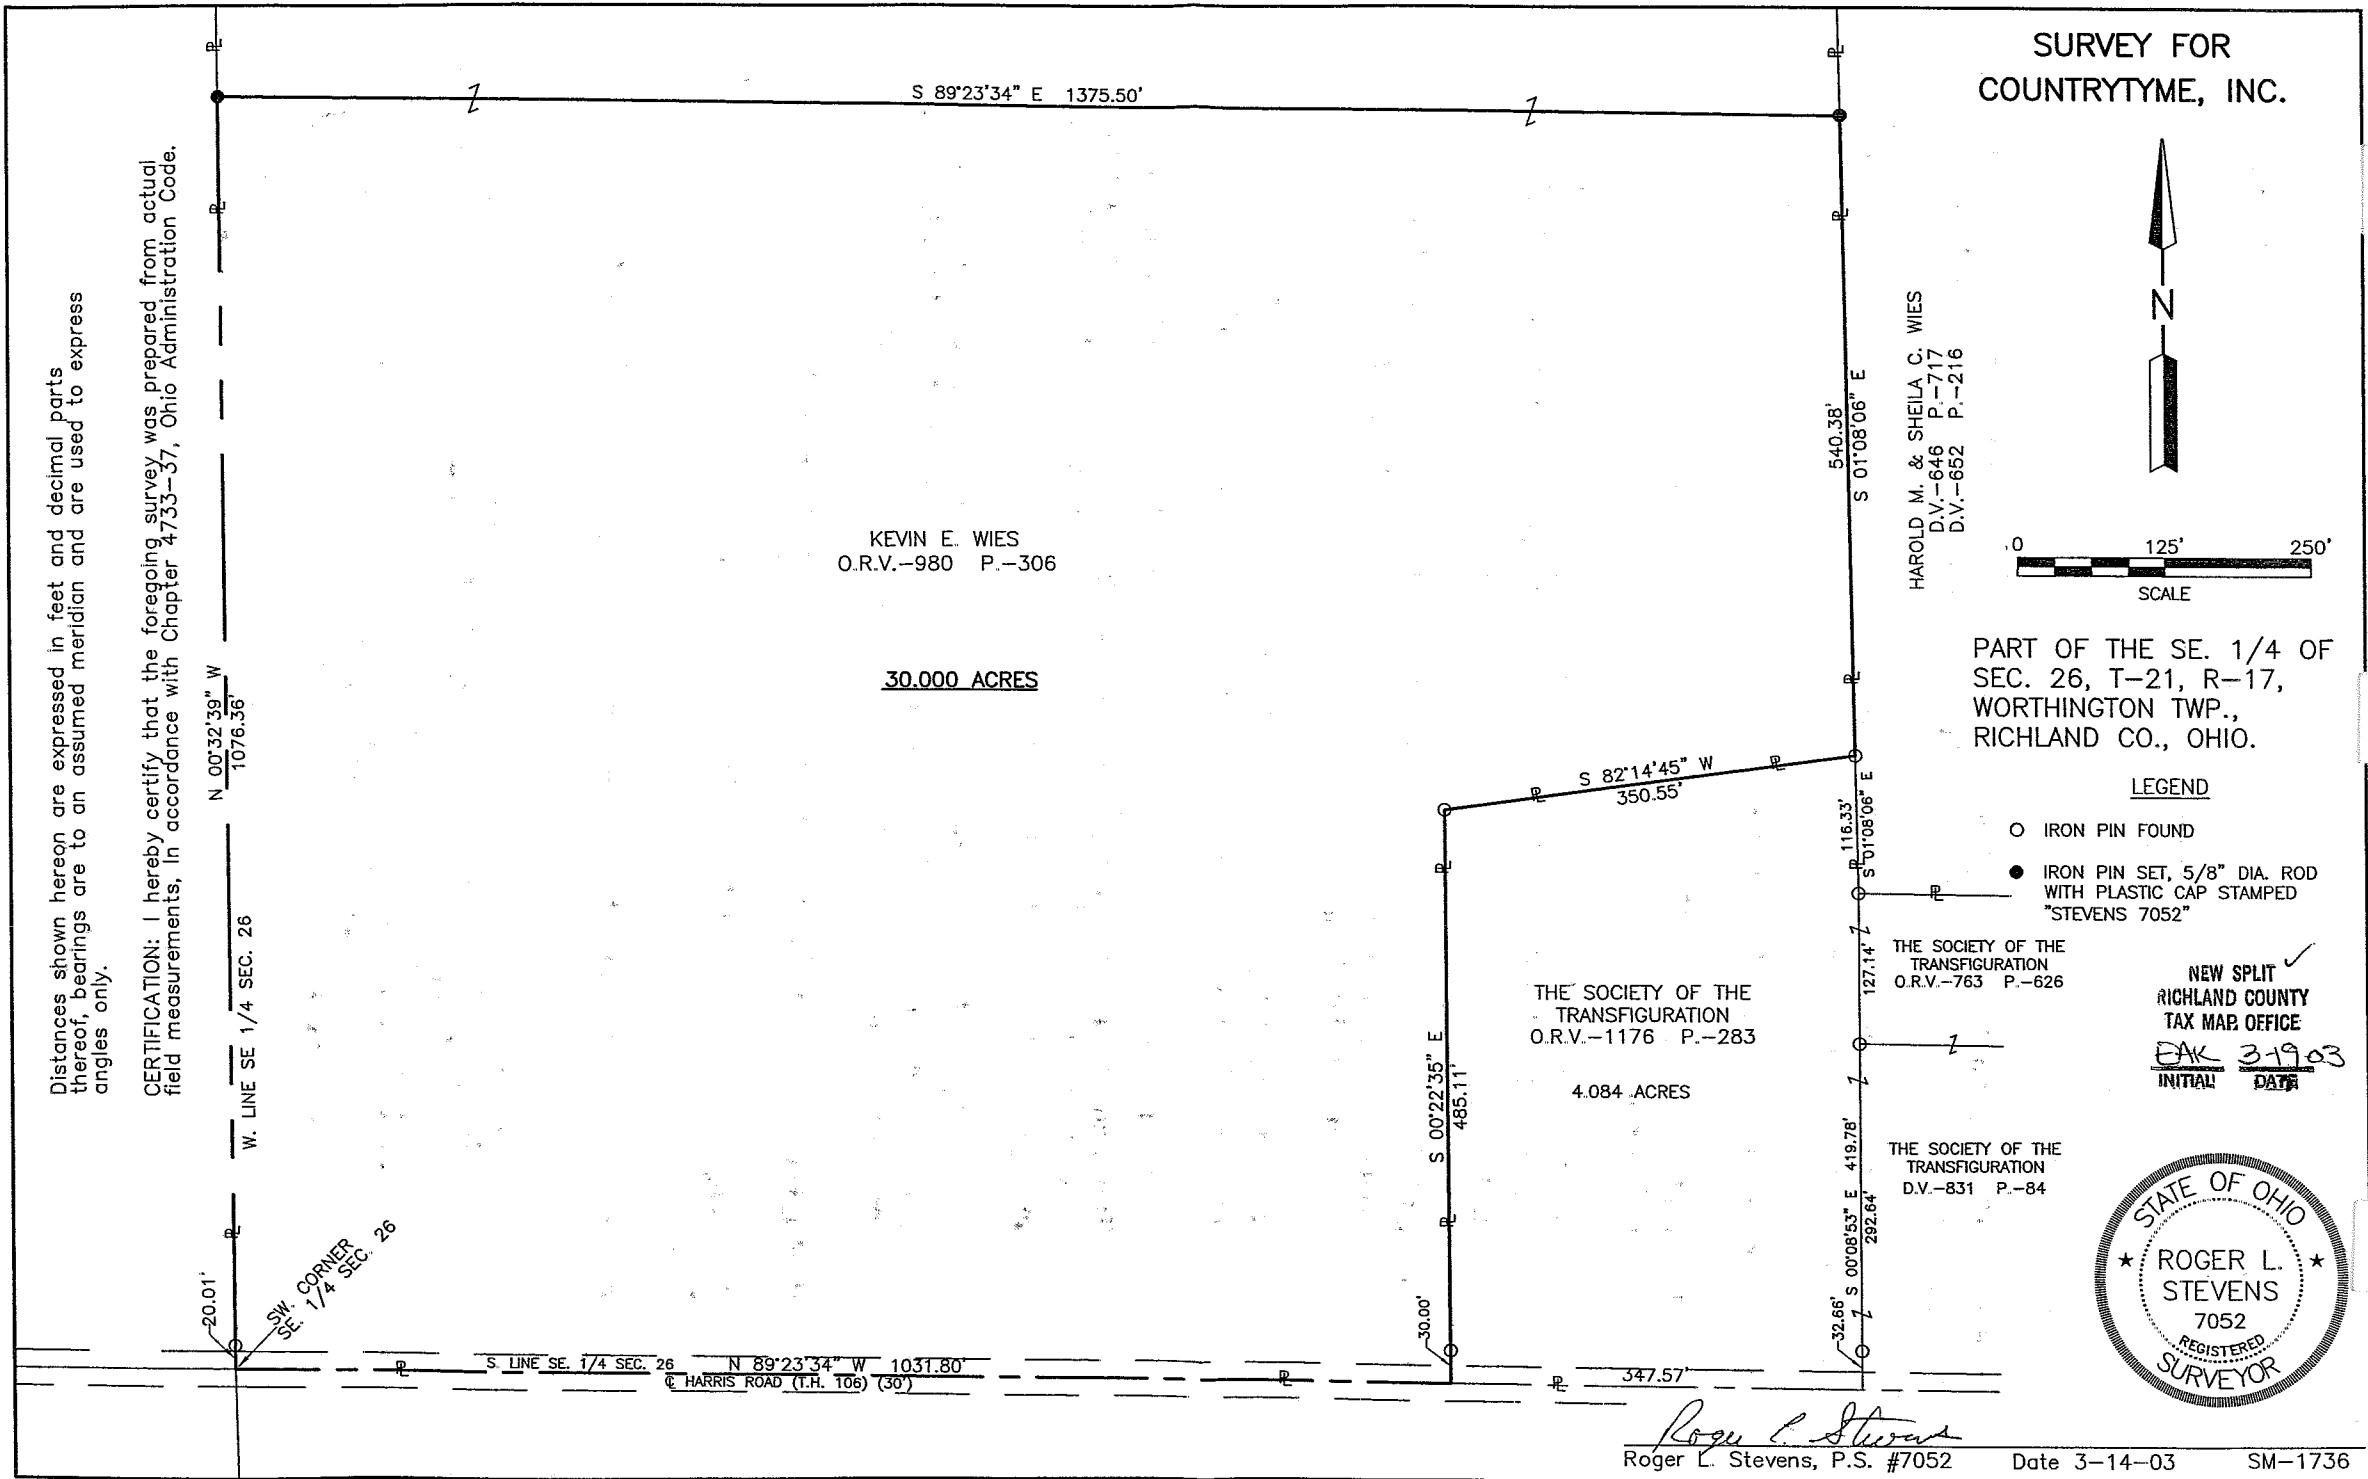 SURVEY FOR
COUNTRYTYME, INC.
S 89°23'34" E 1375.50'
Distances shown hereon are expressed in feet and decimal parts
thereof, bearings are to an assumed meridian and are used to express
angles only.
CERTIFICATION: I hereby certify that the foregoing survey was prepared from actual
field measurements, In accordance with Chapter 4733-37, Ohio Administration Code.
N 00°32'39" W
1076.36'
W. LINE SE 1/4 SEC. 26
20.01'
SW. CORNER
SE. 1/4 SEC. 26
KEVIN E. WIES
O.R.V.-980 P.-306
30.000 ACRES
540.38'
S 01°08'06" E
HAROLD M. & SHEILA C. WIES
D.V.-646 P.-717
D.V.-652 P.-216
N
0 125' 250'
SCALE
PART OF THE SE. 1/4 OF
SEC. 26, T-21, R-17,
WORTHINGTON TWP.,
RICHLAND CO., OHIO.
LEGEND
IRON PIN FOUND
IRON PIN SET, 5/8" DIA. ROD
WITH PLASTIC CAP STAMPED
"STEVENS 7052"
S 82°14'45" W
350.55'
116.33'
S 01°08'06" E
127.14'
THE SOCIETY OF THE
TRANSFIGURATION
O.R.V.-763 P.-626
NEW SPLIT
RICHLAND COUNTY
TAX MAP OFFICE
EAK 3-19-03
INITIAL DATE
THE SOCIETY OF THE
TRANSFIGURATION
O.R.V.-1176 P.-283
4.084 ACRES
S 00°22'35" E
485.11'
30.00'
S 00°08'53" E 419.78'
292.64'
32.66'
THE SOCIETY OF THE
TRANSFIGURATION
D.V.-831 P.-84
STATE OF OHIO
ROGER L.
STEVENS
7052
REGISTERED
SURVEYOR
S. LINE SE. 1/4 SEC. 26 N 89°23'34" W 1031.80'
℄ HARRIS ROAD (T.H. 106) (30')
347.57'
Roger L. Stevens
Roger L. Stevens, P.S. #7052 Date 3-14-03 SM-1736